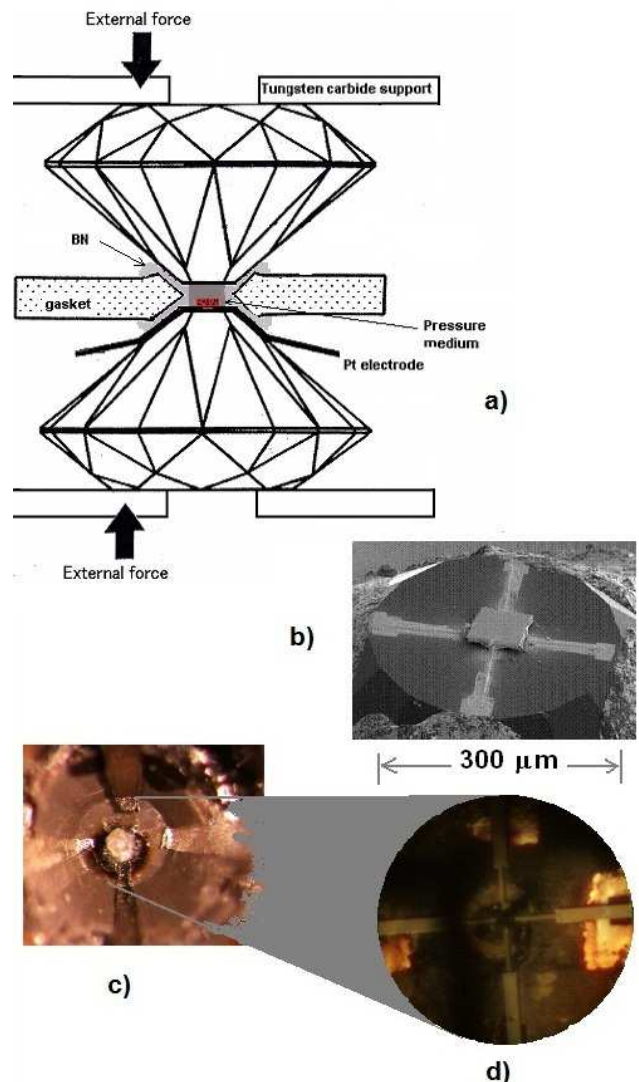 External force
Tungsten carbide support
BN
gasket
Pressure
medium
Pt electrode
a)
External force
b)
300 μm
c)
d)